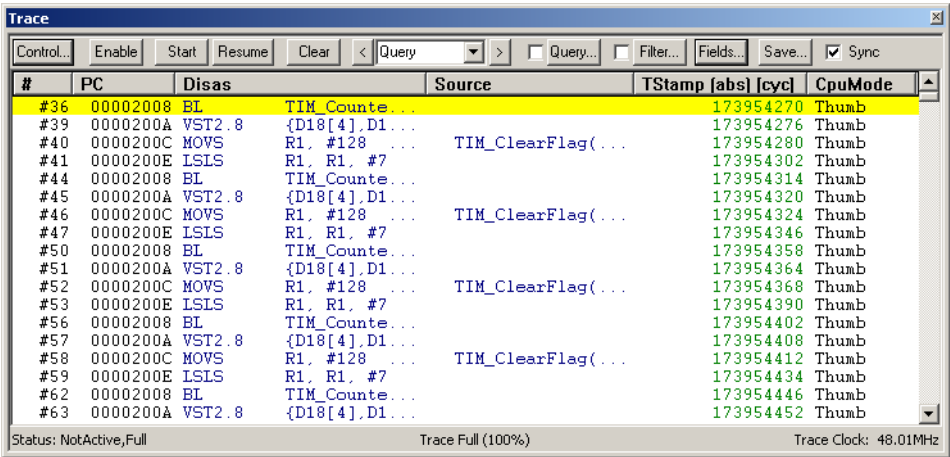 Trace
Control... Enable Start Resume Clear < Query > Query... Filter... Fields... Save... Sync
# PC Disas Source TStamp [abs] [cyc] CpuMode
#36 00002008 BL TIM_Counte... 173954270 Thumb
#39 0000200A VST2.8 {D18[4],D1... 173954276 Thumb
#40 0000200C MOVS R1, #128 ... TIM_ClearFlag(... 173954280 Thumb
#41 0000200E LSLS R1, R1, #7 173954302 Thumb
#44 00002008 BL TIM_Counte... 173954314 Thumb
#45 0000200A VST2.8 {D18[4],D1... 173954320 Thumb
#46 0000200C MOVS R1, #128 ... TIM_ClearFlag(... 173954324 Thumb
#47 0000200E LSLS R1, R1, #7 173954346 Thumb
#50 00002008 BL TIM_Counte... 173954358 Thumb
#51 0000200A VST2.8 {D18[4],D1... 173954364 Thumb
#52 0000200C MOVS R1, #128 ... TIM_ClearFlag(... 173954368 Thumb
#53 0000200E LSLS R1, R1, #7 173954390 Thumb
#56 00002008 BL TIM_Counte... 173954402 Thumb
#57 0000200A VST2.8 {D18[4],D1... 173954408 Thumb
#58 0000200C MOVS R1, #128 ... TIM_ClearFlag(... 173954412 Thumb
#59 0000200E LSLS R1, R1, #7 173954434 Thumb
#62 00002008 BL TIM_Counte... 173954446 Thumb
#63 0000200A VST2.8 {D18[4],D1... 173954452 Thumb
Status: NotActive,Full Trace Full (100%) Trace Clock: 48.01MHz